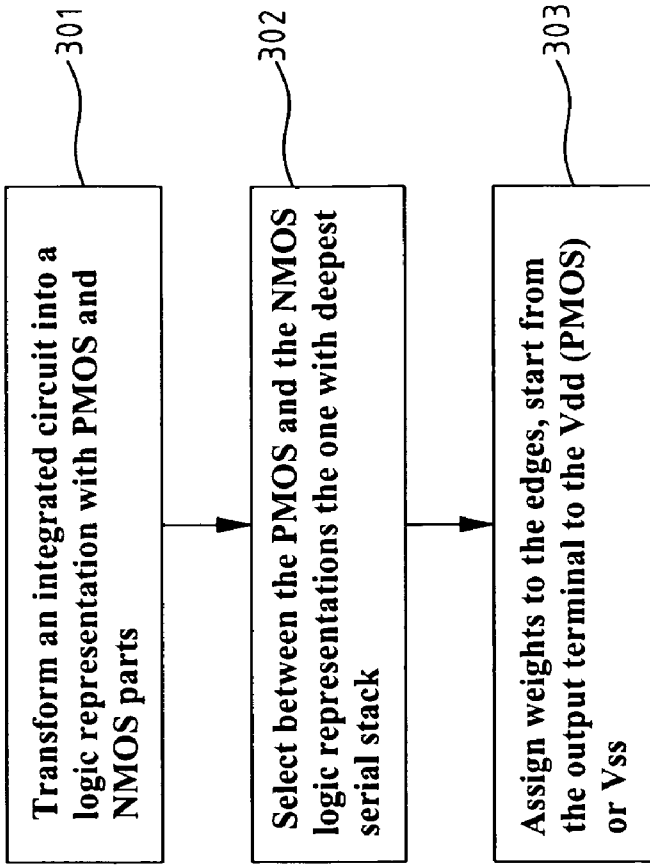 Transform an integrated circuit into a
logic representation with PMOS and
NMOS parts
301
Select between the PMOS and the NMOS
logic representations the one with deepest
serial stack
302
Assign weights to the edges, start from
the output terminal to the Vdd (PMOS)
or Vss
303